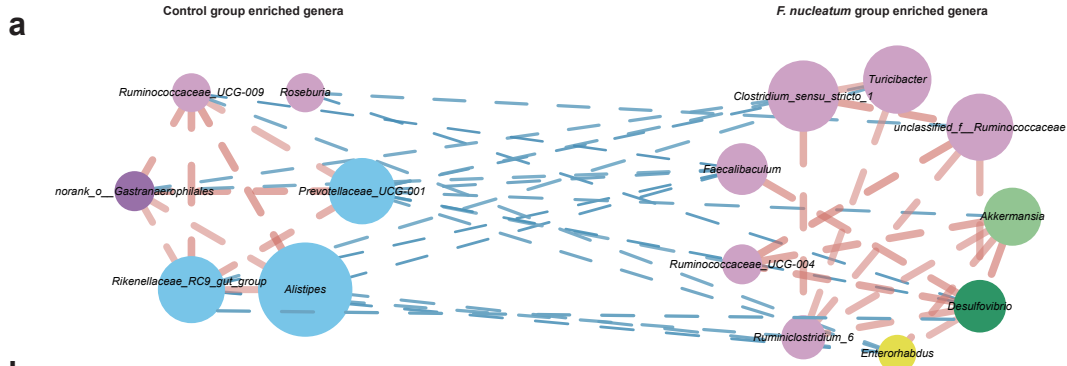 Control group enriched genera
F. nucleatum group enriched genera
a
Turicibacter
Ruminococcaceae_UCG-009
Roseburia
Clostridium_sensu_stricto_1
unclassified_f__Ruminococcaceae
Faecalibaculum
norank_o__Gastranaerophilales
Prevotellaceae_UCG-001
Akkermansia
Ruminococcaceae_UCG-004
Rikenellaceae_RC9_gut_group
Alistipes
Desulfovibrio
Ruminiclostridium_6
Enterorhabdus